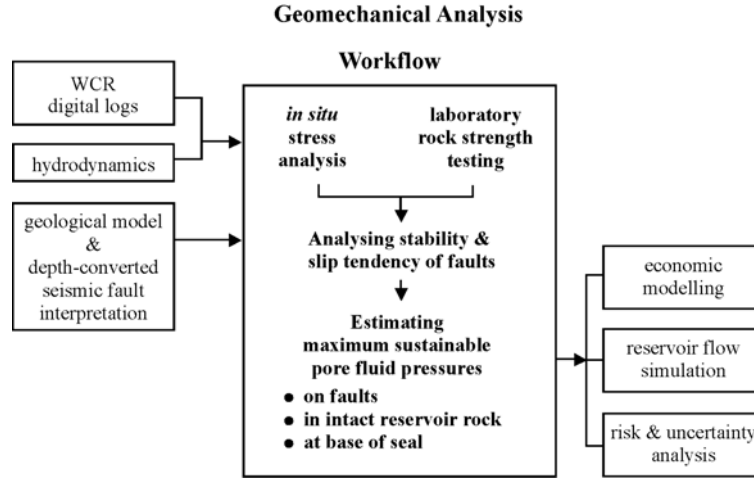 Geomechanical Analysis
Workflow
WCR
digital logs
hydrodynamics
geological model
&
depth-converted
seismic fault
interpretation
in situ
stress
analysis
laboratory
rock strength
testing
Analysing stability &
slip tendency of faults
Estimating
maximum sustainable
pore fluid pressures
● on faults
● in intact reservoir rock
● at base of seal
economic
modelling
reservoir flow
simulation
risk & uncertainty
analysis